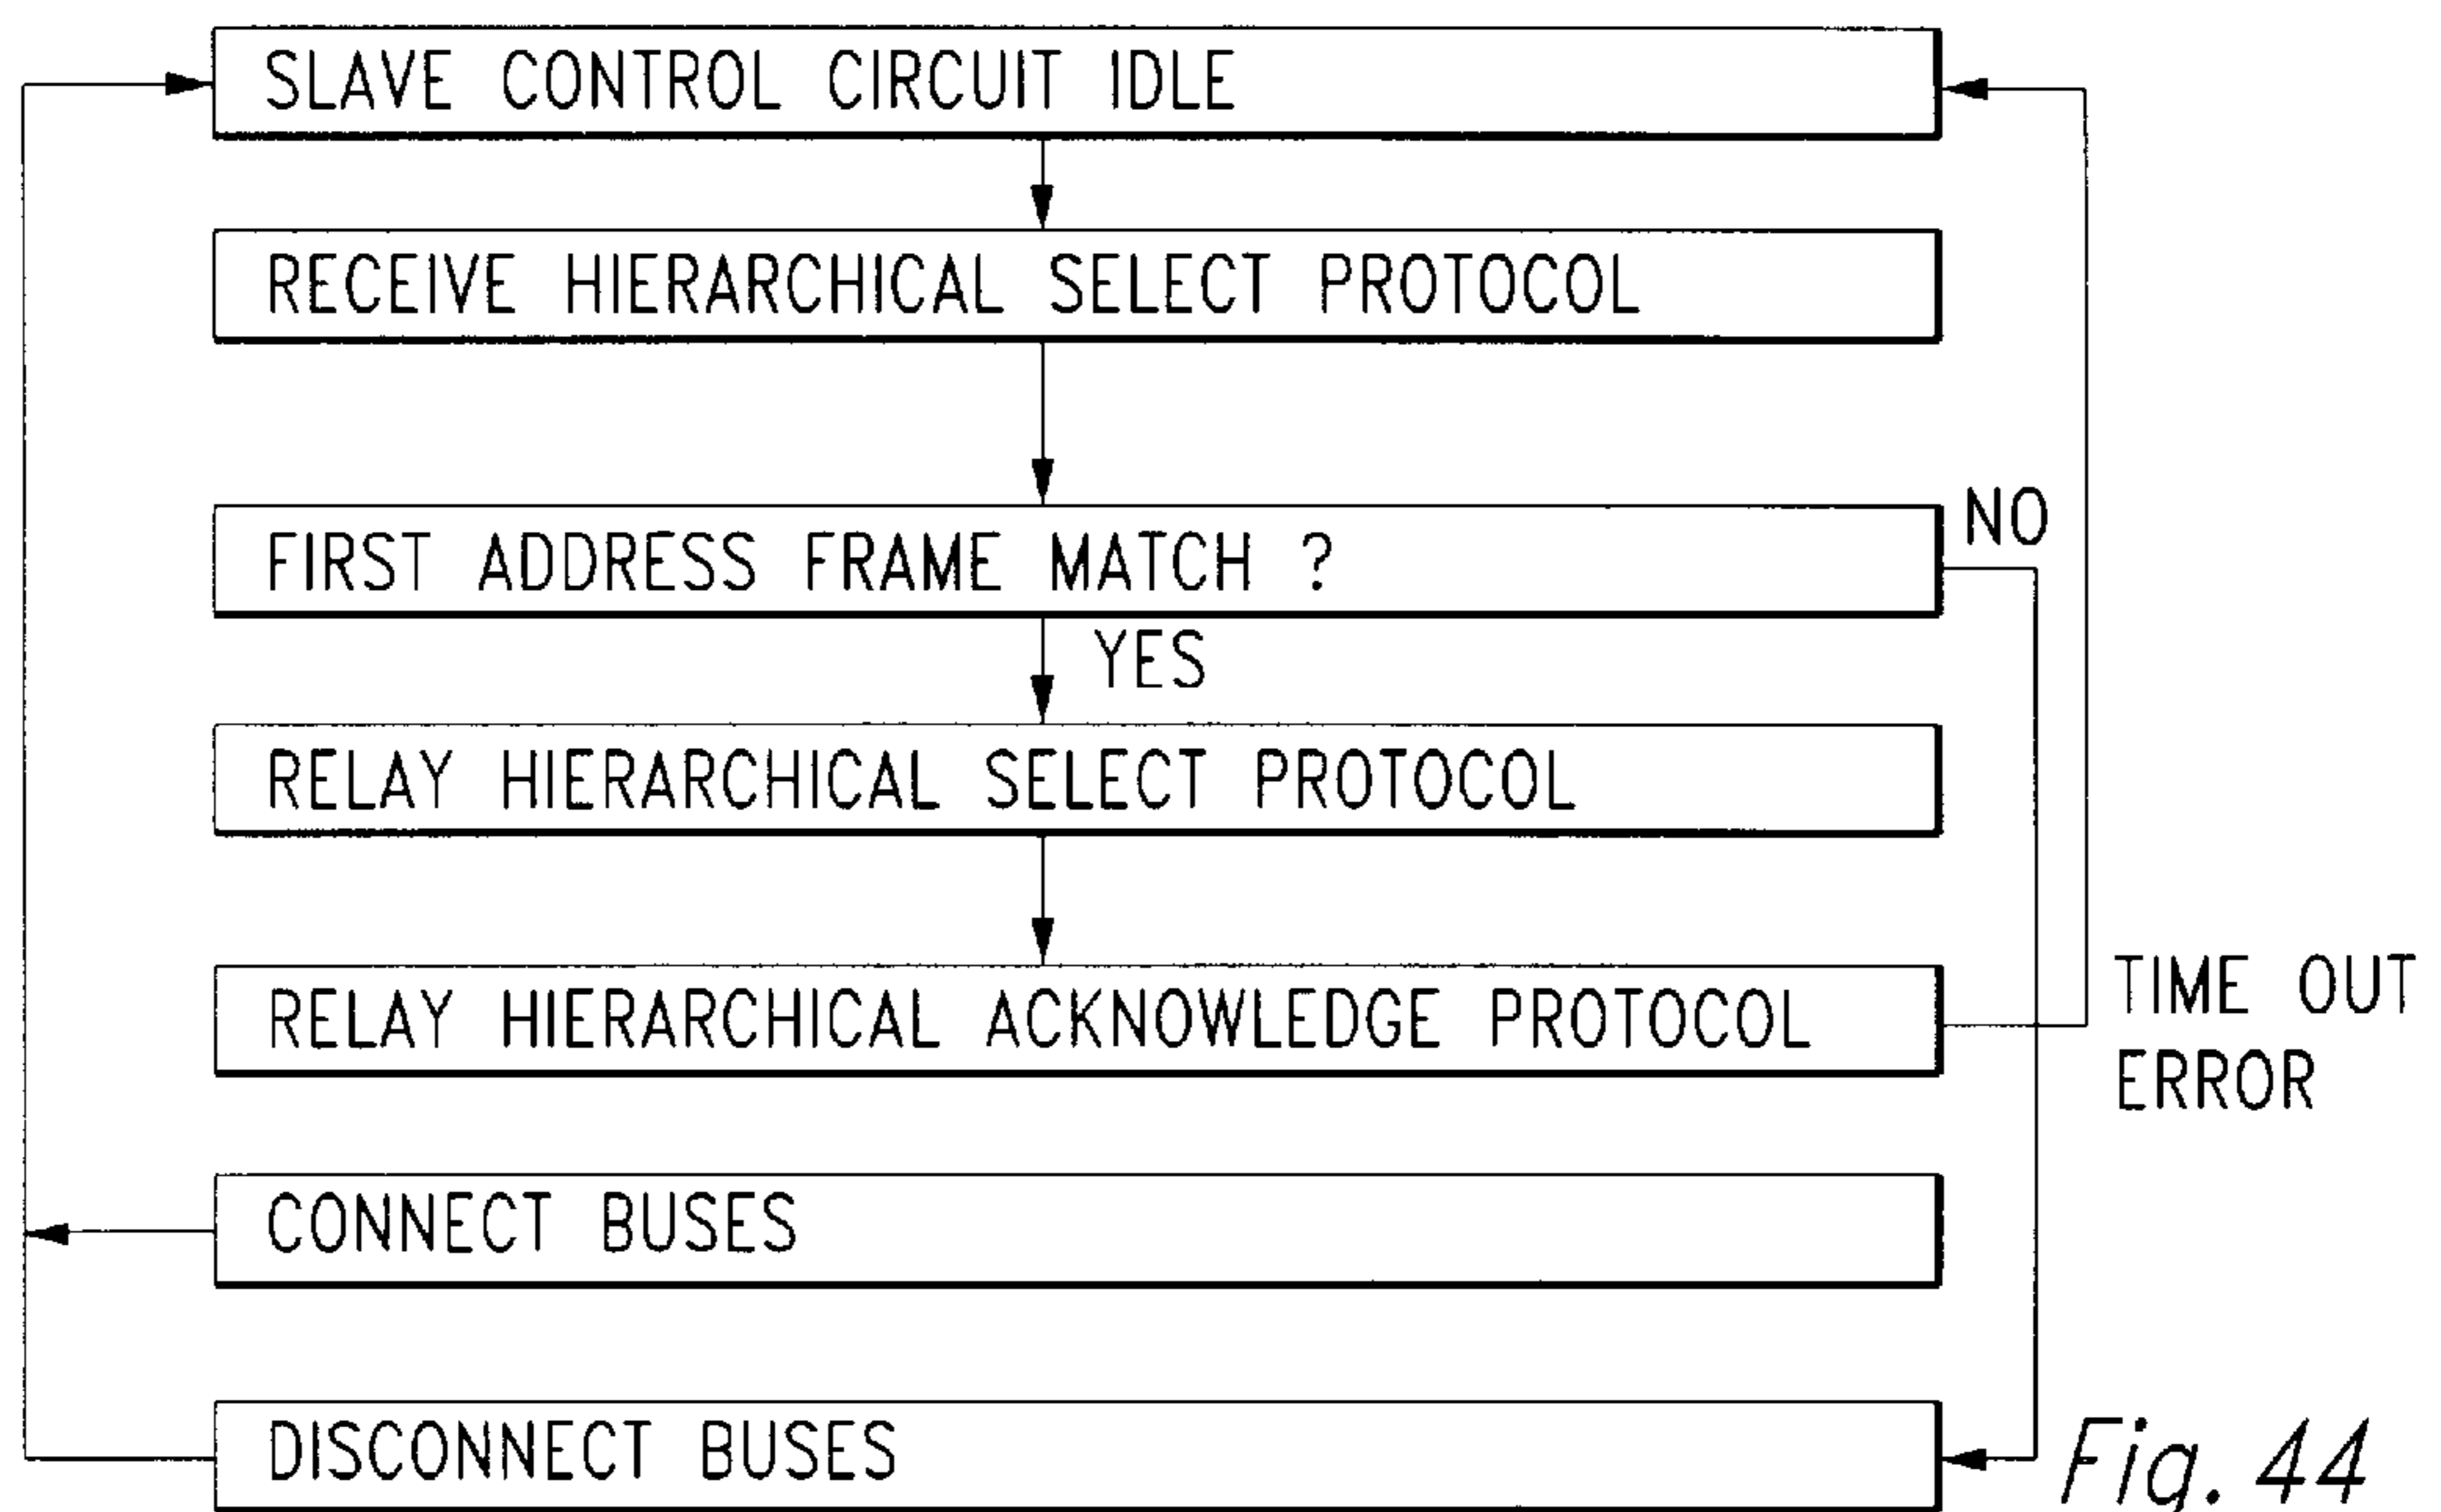 SLAVE CONTROL CIRCUIT IDLE
RECEIVE HIERARCHICAL SELECT PROTOCOL
FIRST ADDRESS FRAME MATCH ?
NO
YES
RELAY HIERARCHICAL SELECT PROTOCOL
RELAY HIERARCHICAL ACKNOWLEDGE PROTOCOL
TIME OUT
ERROR
CONNECT BUSES
DISCONNECT BUSES
Fig. 44